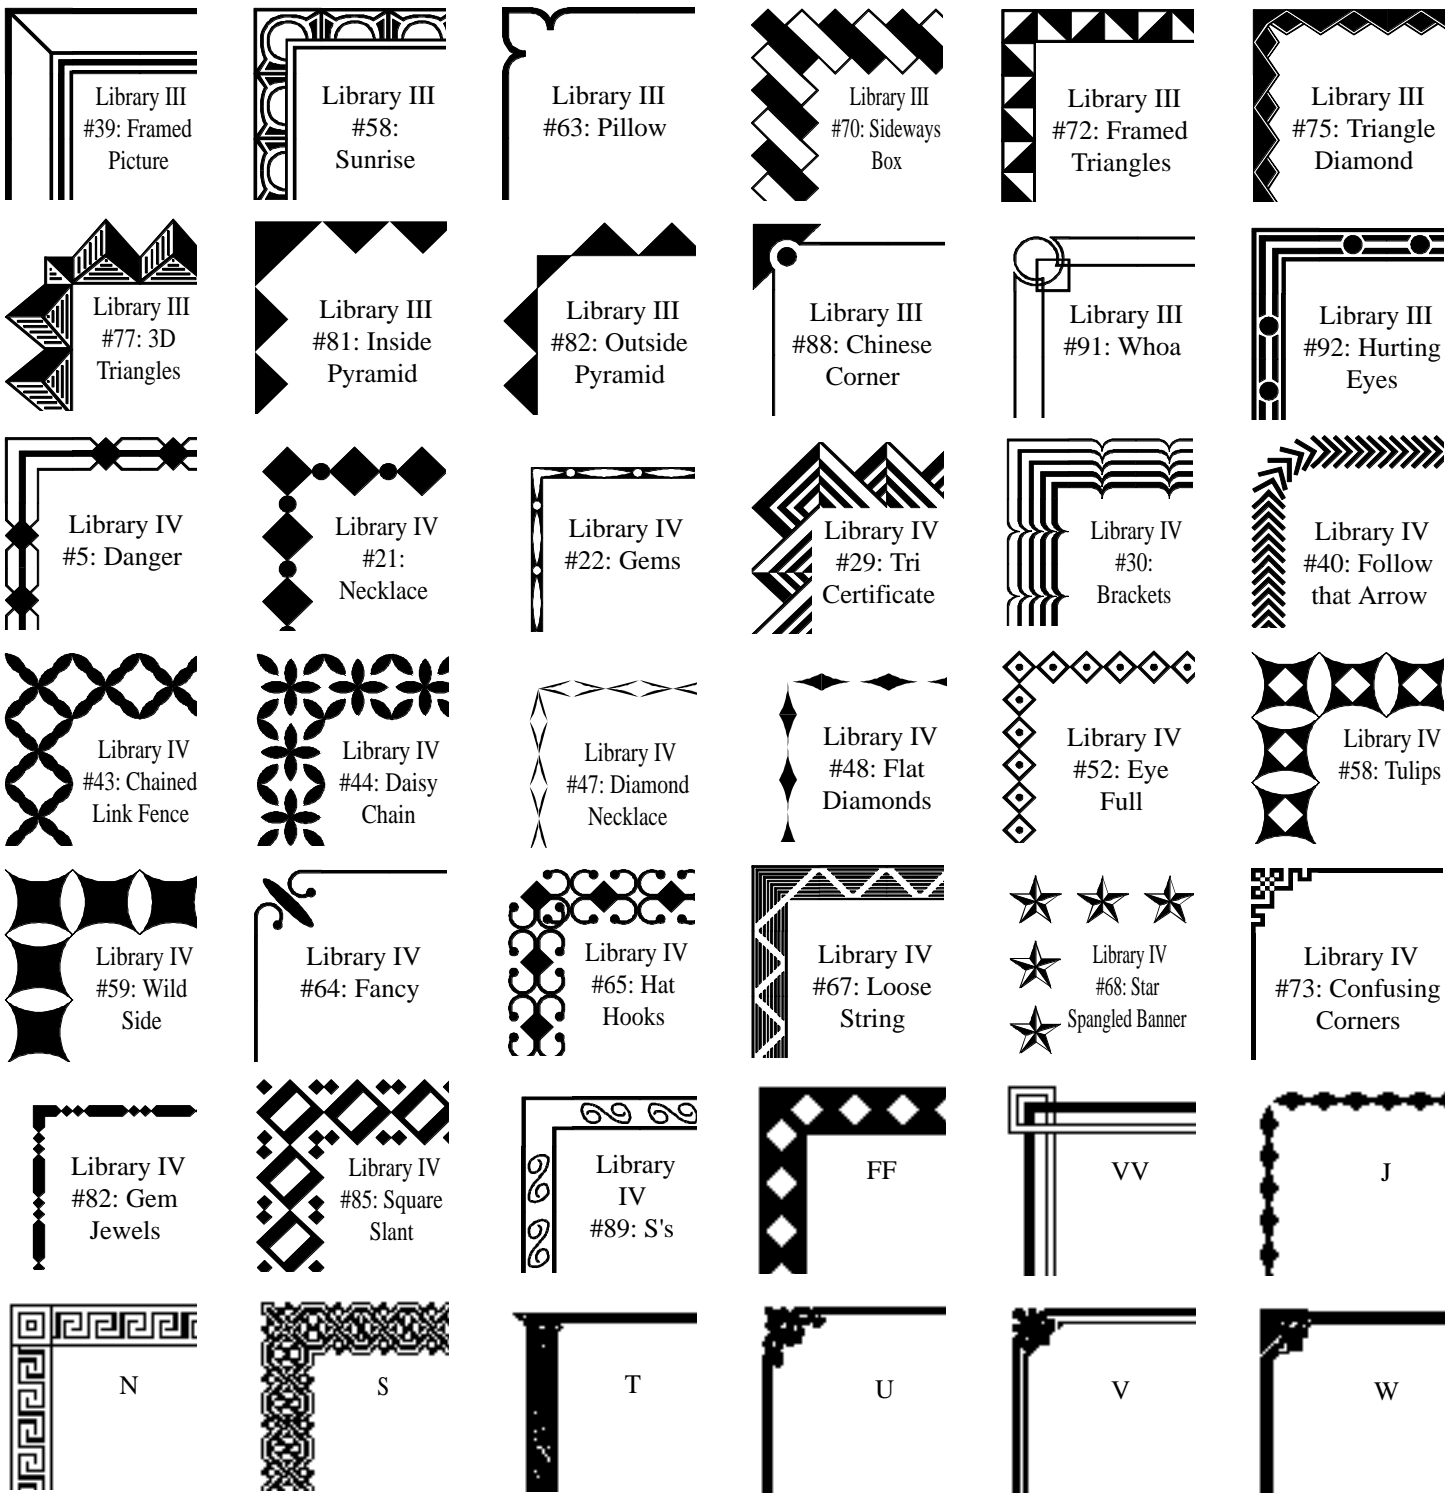 Library III
#39: Framed
Picture
Library III
#58:
Sunrise
Library III
#63: Pillow
Library III
#70: Sideways
Box
Library III
#72: Framed
Triangles
Library III
#75: Triangle
Diamond
Library III
#77: 3D
Triangles
Library III
#81: Inside
Pyramid
Library III
#82: Outside
Pyramid
Library III
#88: Chinese
Corner
Library III
#91: Whoa
Library III
#92: Hurting
Eyes
Library IV
#5: Danger
Library IV
#21:
Necklace
Library IV
#22: Gems
Library IV
#29: Tri
Certificate
Library IV
#30:
Brackets
Library IV
#40: Follow
that Arrow
Library IV
#43: Chained
Link Fence
Library IV
#44: Daisy
Chain
Library IV
#47: Diamond
Necklace
Library IV
#48: Flat
Diamonds
Library IV
#52: Eye
Full
Library IV
#58: Tulips
Library IV
#59: Wild
Side
Library IV
#64: Fancy
Library IV
#65: Hat
Hooks
Library IV
#67: Loose
String
Library IV
#68: Star
Spangled Banner
Library IV
#73: Confusing
Corners
Library IV
#82: Gem
Jewels
Library IV
#85: Square
Slant
Library
IV
#89: S's
FF
VV
J
N
S
T
U
V
W